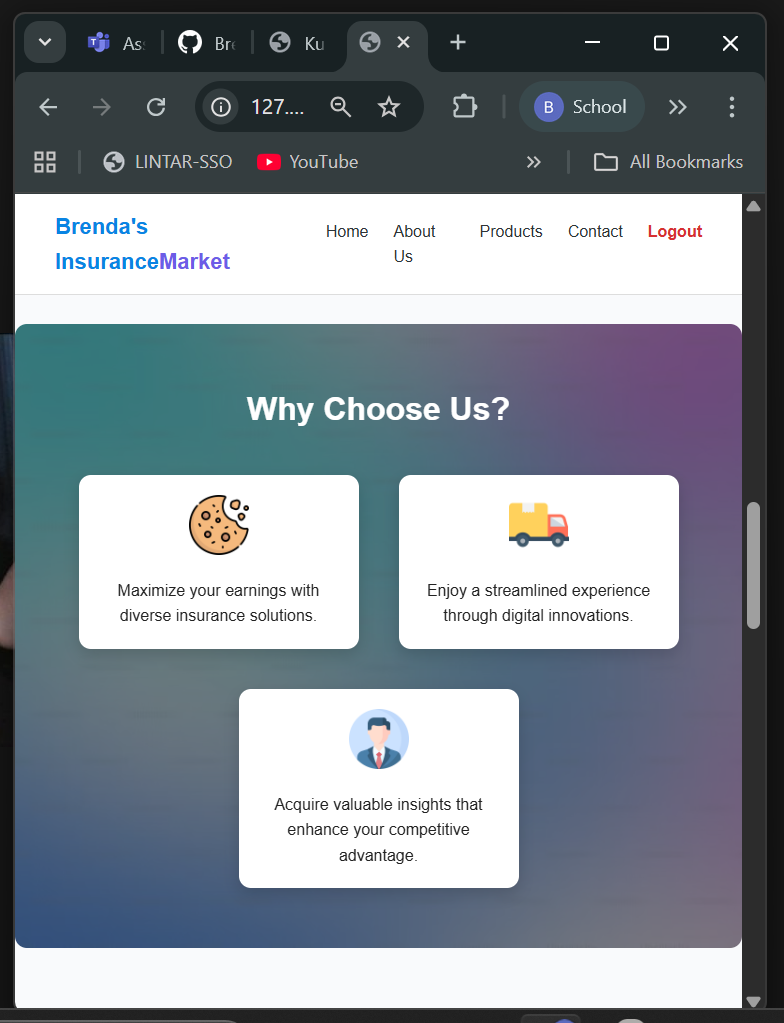 As
Br
Ku
127....
B
School
LINTAR-SSO
YouTube
All Bookmarks
Brenda's
InsuranceMarket
Home
About
Us
Products
Contact
Logout
Why Choose Us?
Maximize your earnings with
diverse insurance solutions.
Enjoy a streamlined experience
through digital innovations.
Acquire valuable insights that
enhance your competitive
advantage.